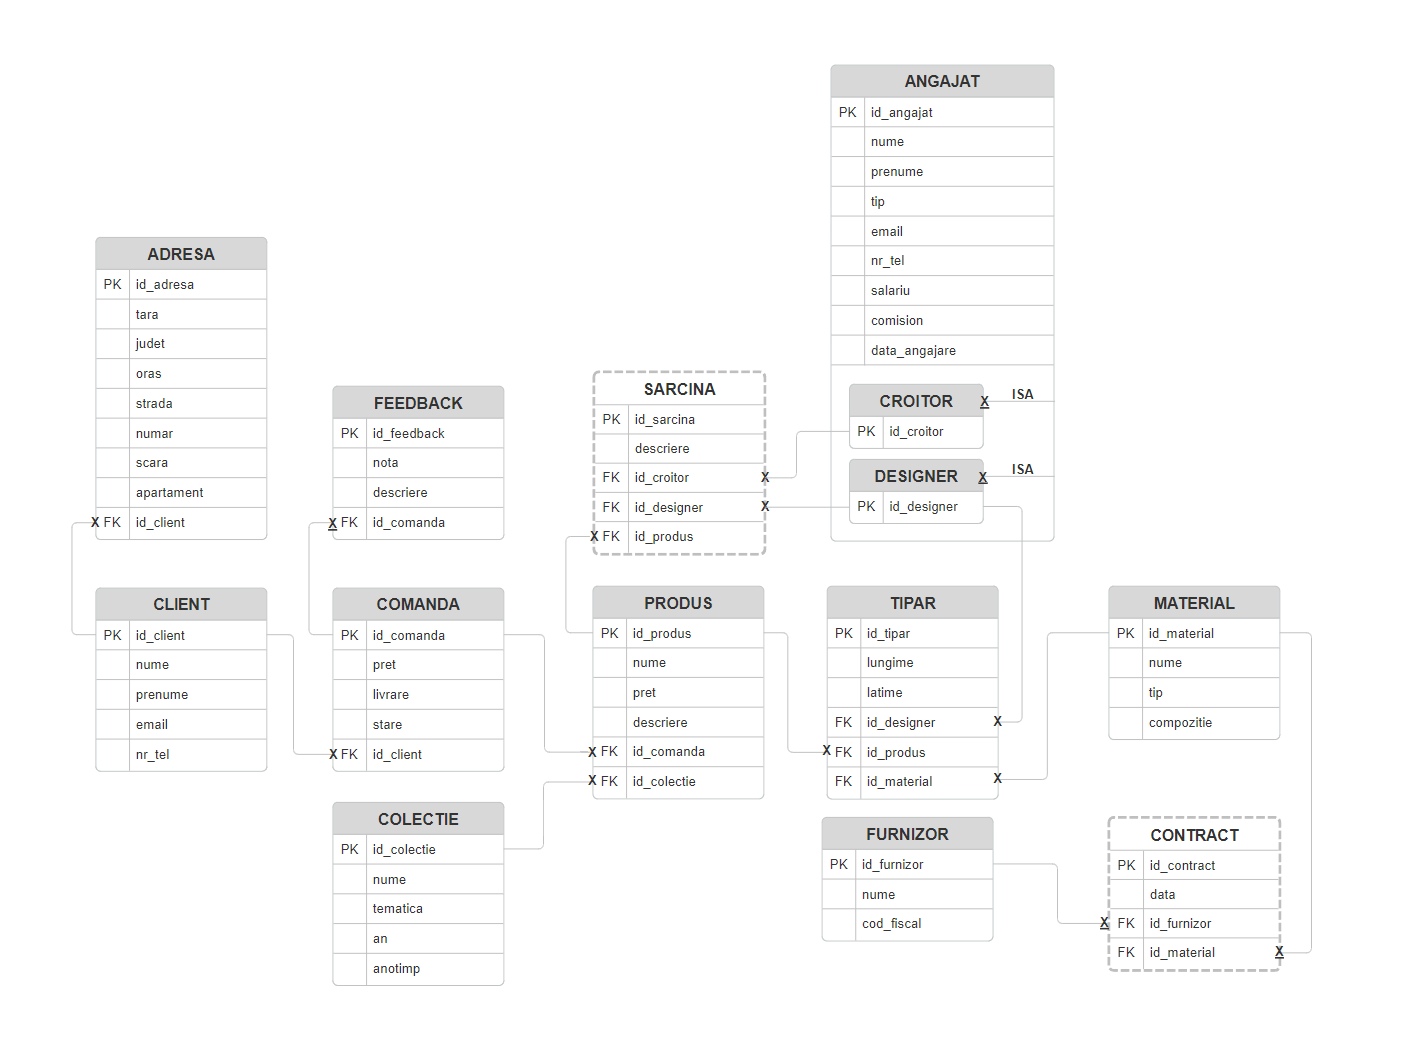 ANGAJAT
PK id_angajat
nume
prenume
tip
email
nr_tel
salariu
comision
data_angajare
CROITOR X ISA
PK id_croitor
DESIGNER X ISA
PK id_designer
ADRESA
PK id_adresa
tara
judet
oras
strada
numar
scara
apartament
X FK id_client
FEEDBACK
PK id_feedback
nota
descriere
X FK id_comanda
SARCINA
PK id_sarcina
descriere
FK id_croitor X
FK id_designer X
X FK id_produs
CLIENT
PK id_client
nume
prenume
email
nr_tel
COMANDA
PK id_comanda
pret
livrare
stare
X FK id_client
PRODUS
PK id_produs
nume
pret
descriere
X FK id_comanda
X FK id_colectie
TIPAR
PK id_tipar
lungime
latime
FK id_designer X
X FK id_produs
FK id_material X
MATERIAL
PK id_material
nume
tip
compozitie
COLECTIE
PK id_colectie
nume
tematica
an
anotimp
FURNIZOR
PK id_furnizor
nume
cod_fiscal
CONTRACT
PK id_contract
data
X FK id_furnizor
FK id_material X